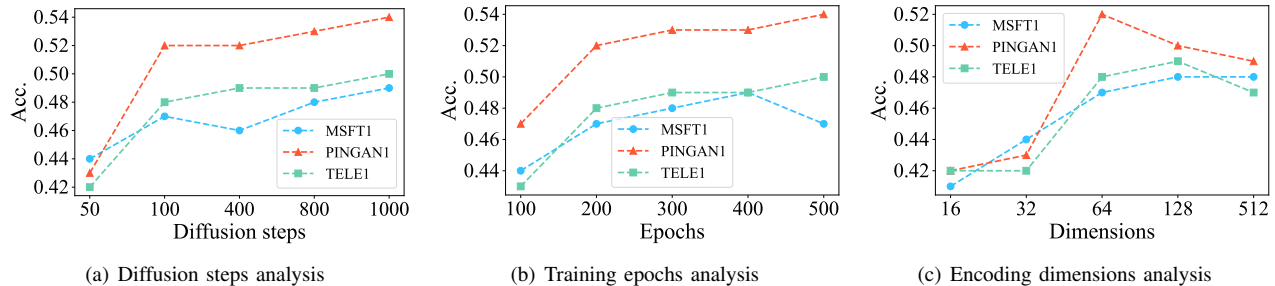 Acc.
0.54
0.52
0.50
0.48
0.46
0.44
0.42
MSFT1
PINGAN1
TELE1
50 100 400 800 1000
Diffusion steps
(a) Diffusion steps analysis
Acc.
0.54
0.52
0.50
0.48
0.46
0.44
MSFT1
PINGAN1
TELE1
100 200 300 400 500
Epochs
(b) Training epochs analysis
Acc.
0.52
0.50
0.48
0.46
0.44
0.42
MSFT1
PINGAN1
TELE1
16 32 64 128 512
Dimensions
(c) Encoding dimensions analysis